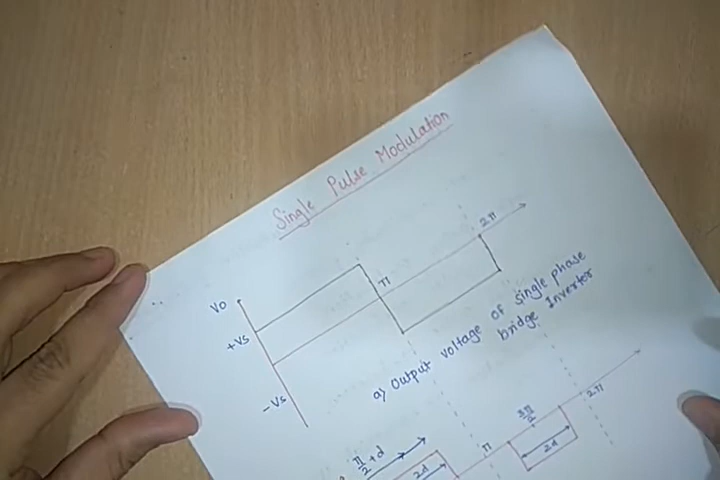 Single Pulse Modulation
Vo
+Vs
π
2π
-Vs
a) Output voltage of single phase
bridge Invertor
π/2 + d
2d
π
3π/2
2d
2π